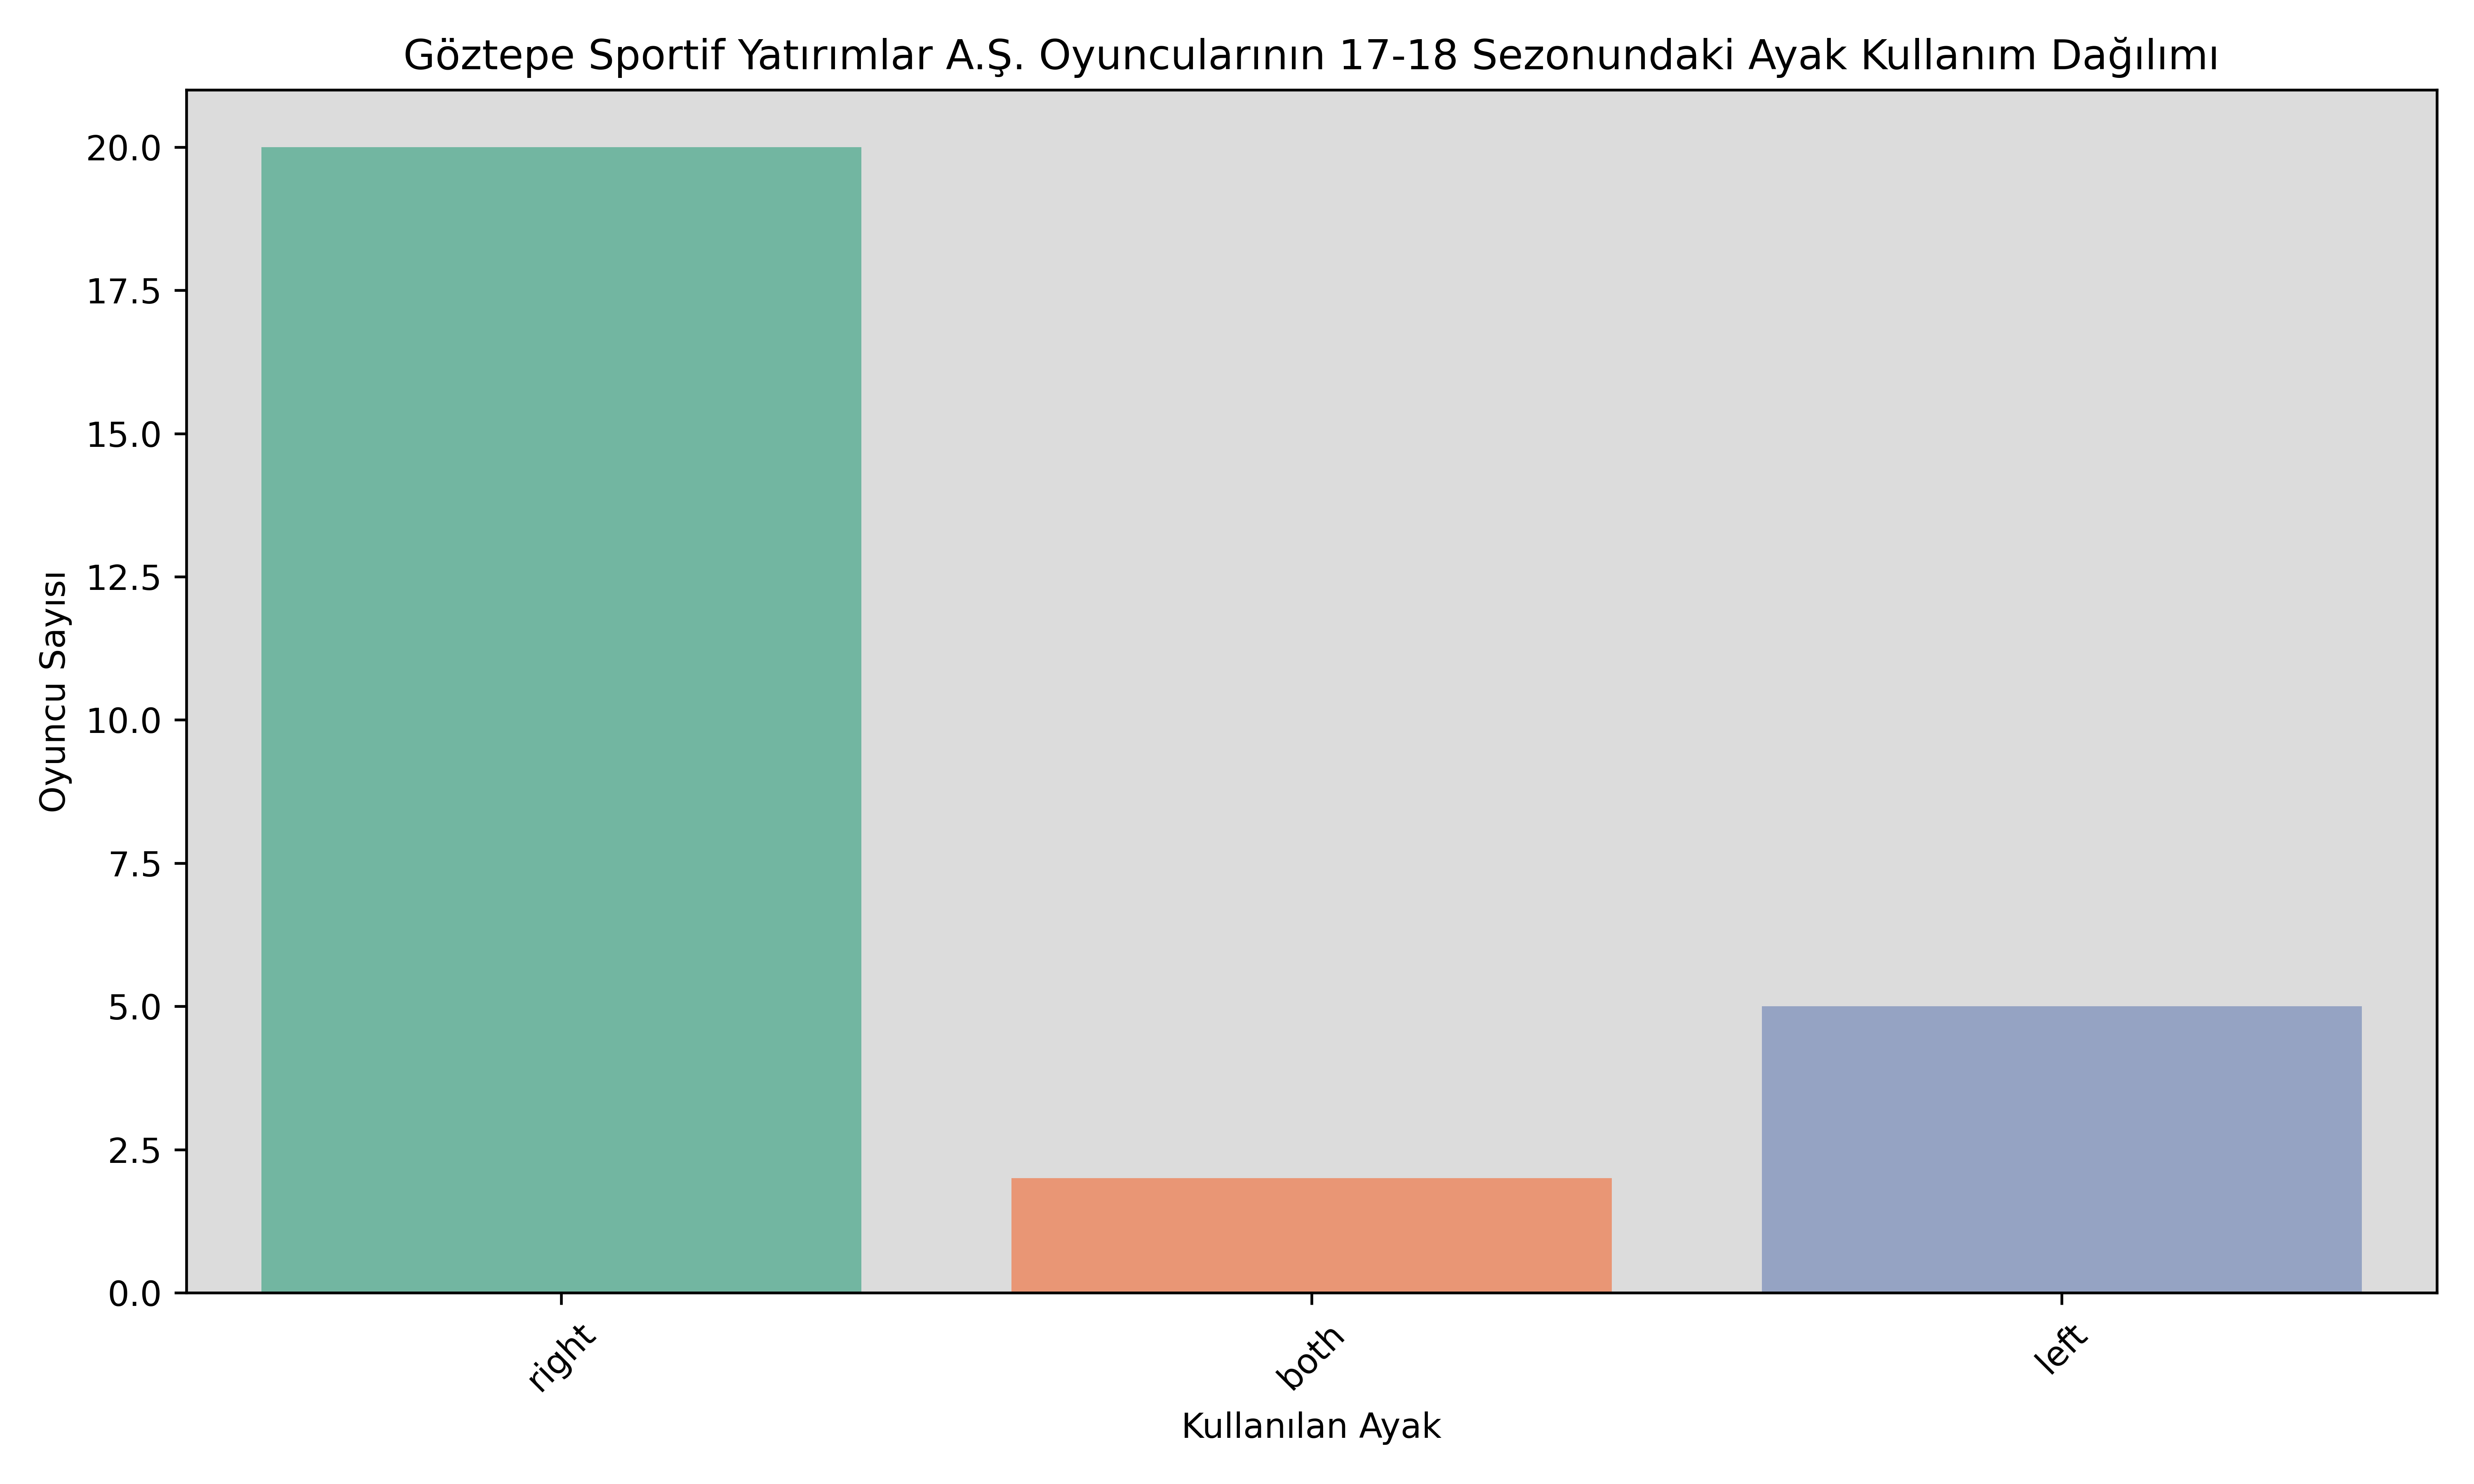 Göztepe Sportif Yatırımlar A.Ş. Oyuncularının 17-18 Sezonundaki Ayak Kullanım Dağılımı
Oyuncu Sayısı
20.0
17.5
15.0
12.5
10.0
7.5
5.0
2.5
0.0
right
both
left
Kullanılan Ayak